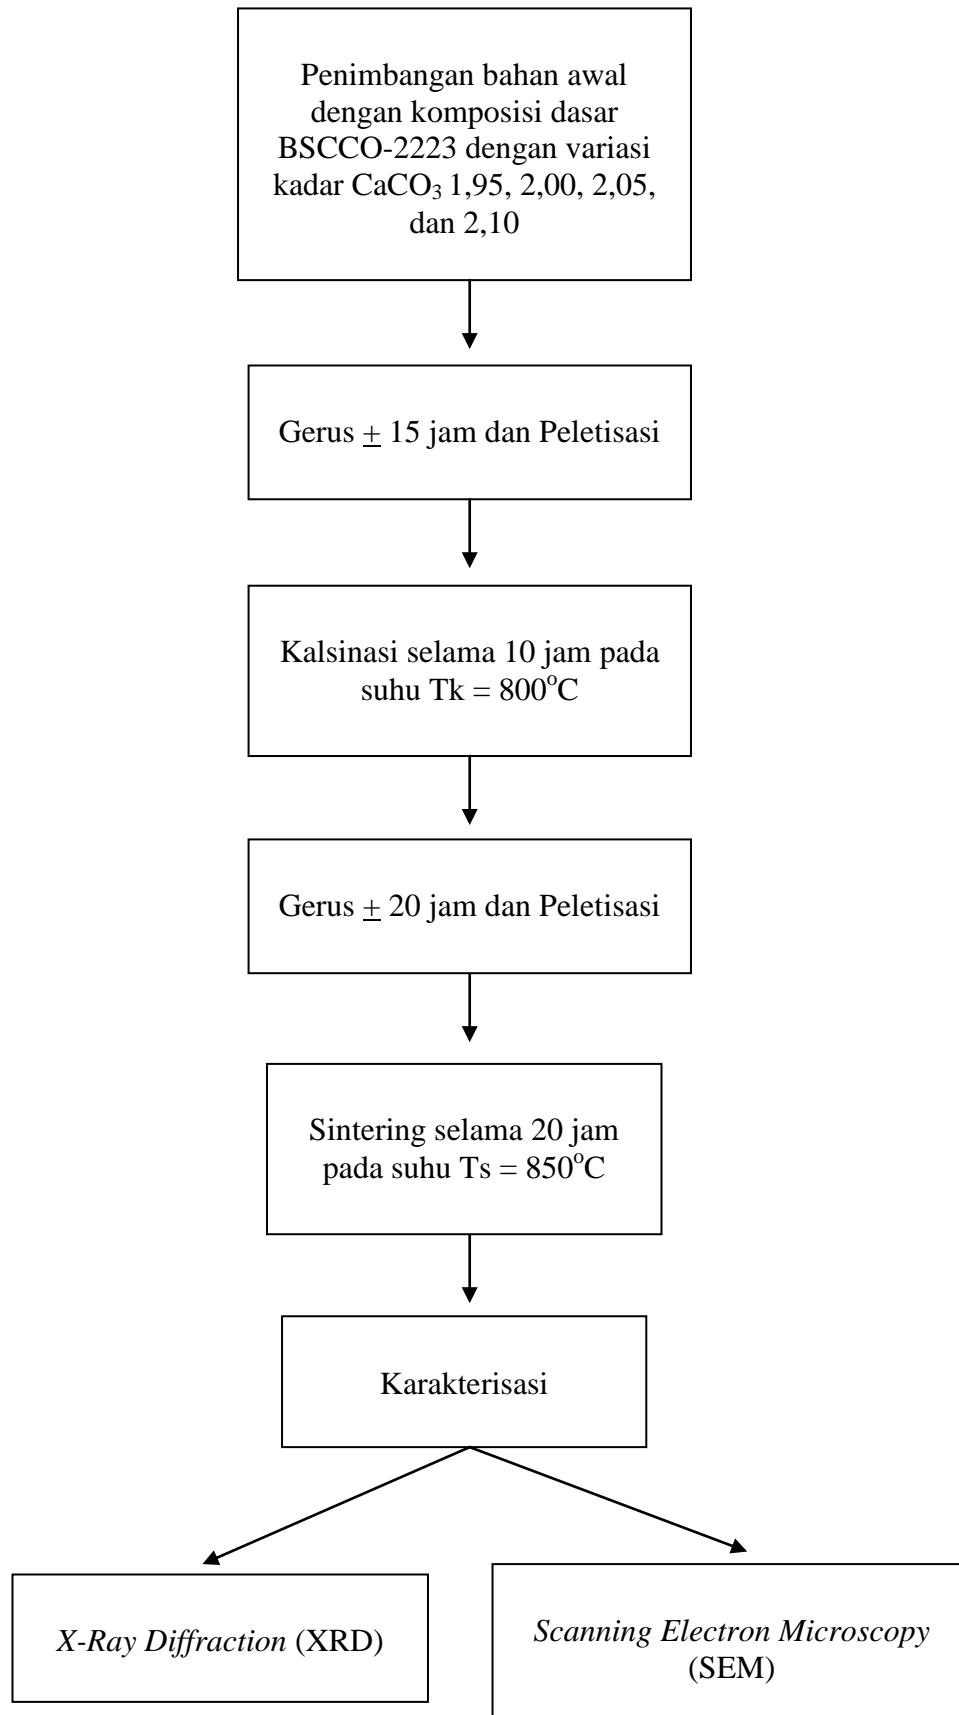 Penimbangan bahan awal
dengan komposisi dasar
BSCCO-2223 dengan variasi
kadar CaCO₃ 1,95, 2,00, 2,05,
dan 2,10
Gerus ± 15 jam dan Peletisasi
Kalsinasi selama 10 jam pada
suhu Tk = 800°C
Gerus ± 20 jam dan Peletisasi
Sintering selama 20 jam
pada suhu Ts = 850°C
Karakterisasi
X-Ray Diffraction (XRD)
Scanning Electron Microscopy
(SEM)